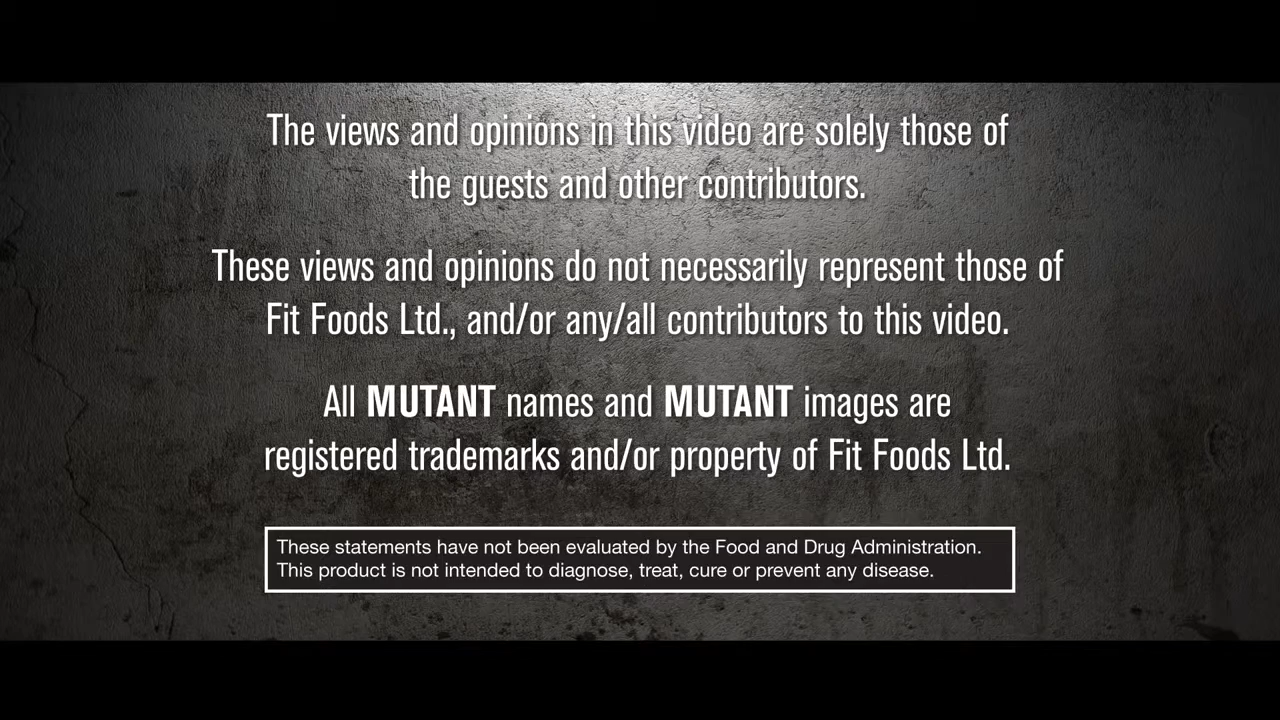 The views and opinions in this video are solely those of
the guests and other contributors.
These views and opinions do not necessarily represent those of
Fit Foods Ltd., and/or any/all contributors to this video.
All MUTANT names and MUTANT images are
registered trademarks and/or property of Fit Foods Ltd.
These statements have not been evaluated by the Food and Drug Administration.
This product is not intended to diagnose, treat, cure or prevent any disease.